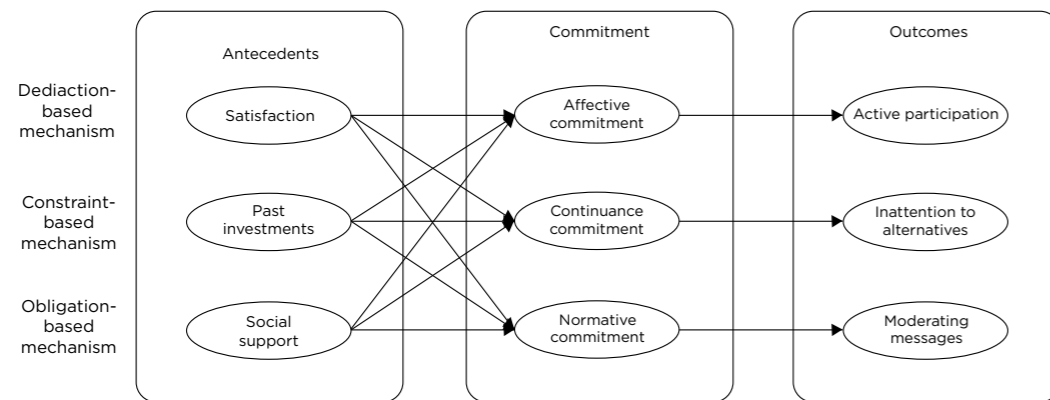 Antecedents
Commitment
Outcomes
Dediaction-
based
mechanism
Satisfaction
Affective
commitment
Active participation
Constraint-
based
mechanism
Past
investments
Continuance
commitment
Inattention to
alternatives
Obligation-
based
mechanism
Social
support
Normative
commitment
Moderating
messages